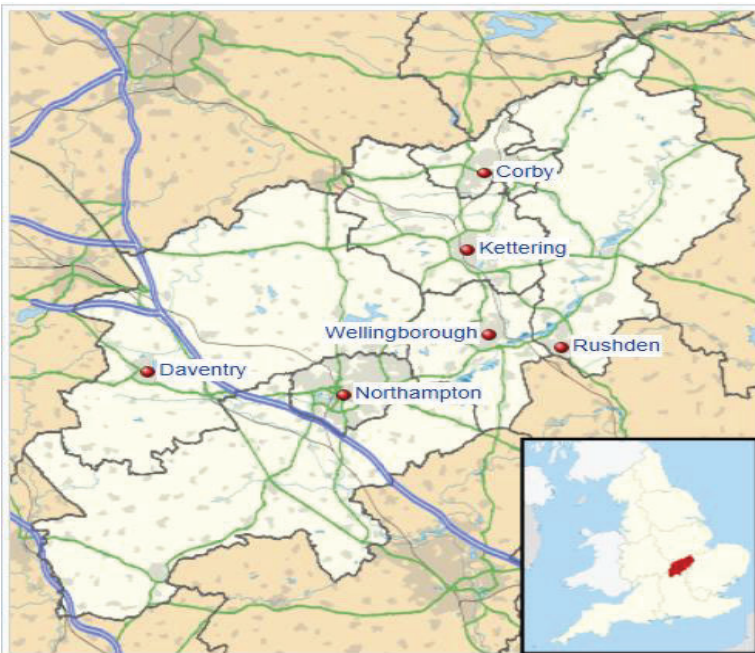 Corby
Kettering
Wellingborough
Rushden
Daventry
Northampton